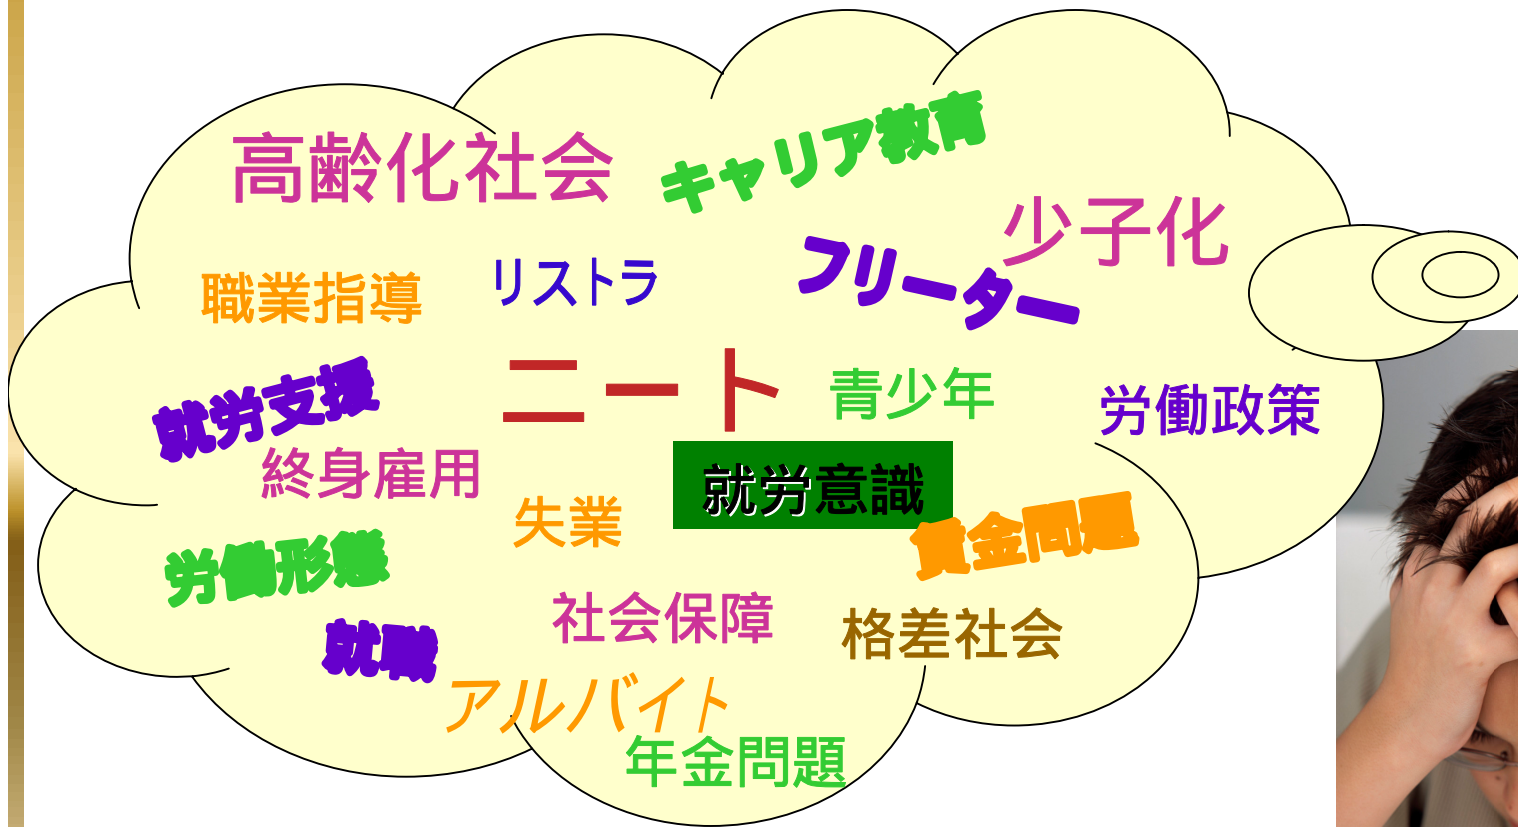 高齢化社会
キャリア教育
少子化
職業指導
リストラ
フリーター
就労支援
ニート
青少年
労働政策
終身雇用
就労意識
失業
賃金問題
労働形態
社会保障
格差社会
就職
アルバイト
年金問題